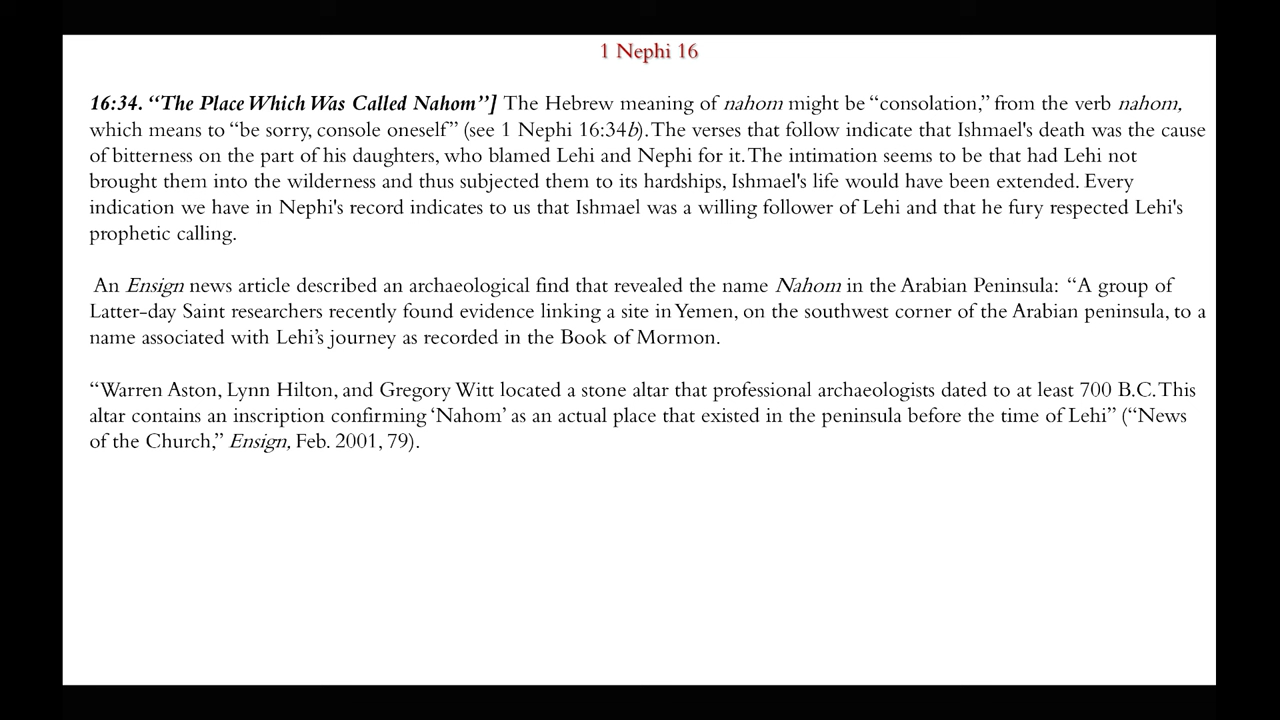 1 Nephi 16
16:34. “The Place Which Was Called Nahom”] The Hebrew meaning of nahom might be “consolation,” from the verb nahom,
which means to “be sorry, console oneself” (see 1 Nephi 16:34b). The verses that follow indicate that Ishmael's death was the cause
of bitterness on the part of his daughters, who blamed Lehi and Nephi for it. The intimation seems to be that had Lehi not
brought them into the wilderness and thus subjected them to its hardships, Ishmael's life would have been extended. Every
indication we have in Nephi's record indicates to us that Ishmael was a willing follower of Lehi and that he fury respected Lehi's
prophetic calling.
An Ensign news article described an archaeological find that revealed the name Nahom in the Arabian Peninsula: “A group of
Latter-day Saint researchers recently found evidence linking a site in Yemen, on the southwest corner of the Arabian peninsula, to a
name associated with Lehi’s journey as recorded in the Book of Mormon.
“Warren Aston, Lynn Hilton, and Gregory Witt located a stone altar that professional archaeologists dated to at least 700 B.C. This
altar contains an inscription confirming ‘Nahom’ as an actual place that existed in the peninsula before the time of Lehi” (“News
of the Church,” Ensign, Feb. 2001, 79).